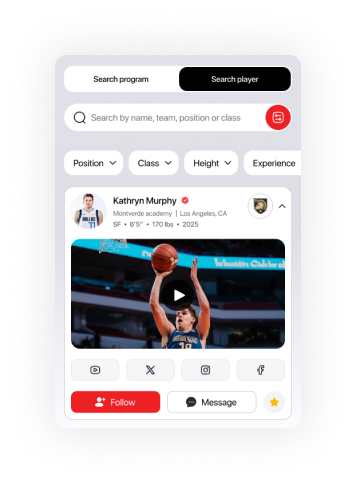 Search program
Search player
Search by name, team, position or class
Position
Class
Height
Experience
Kathryn Murphy
Montverde academy | Los Angeles, CA
SF • 6'5" • 170 lbs • 2025
77
Follow
Message